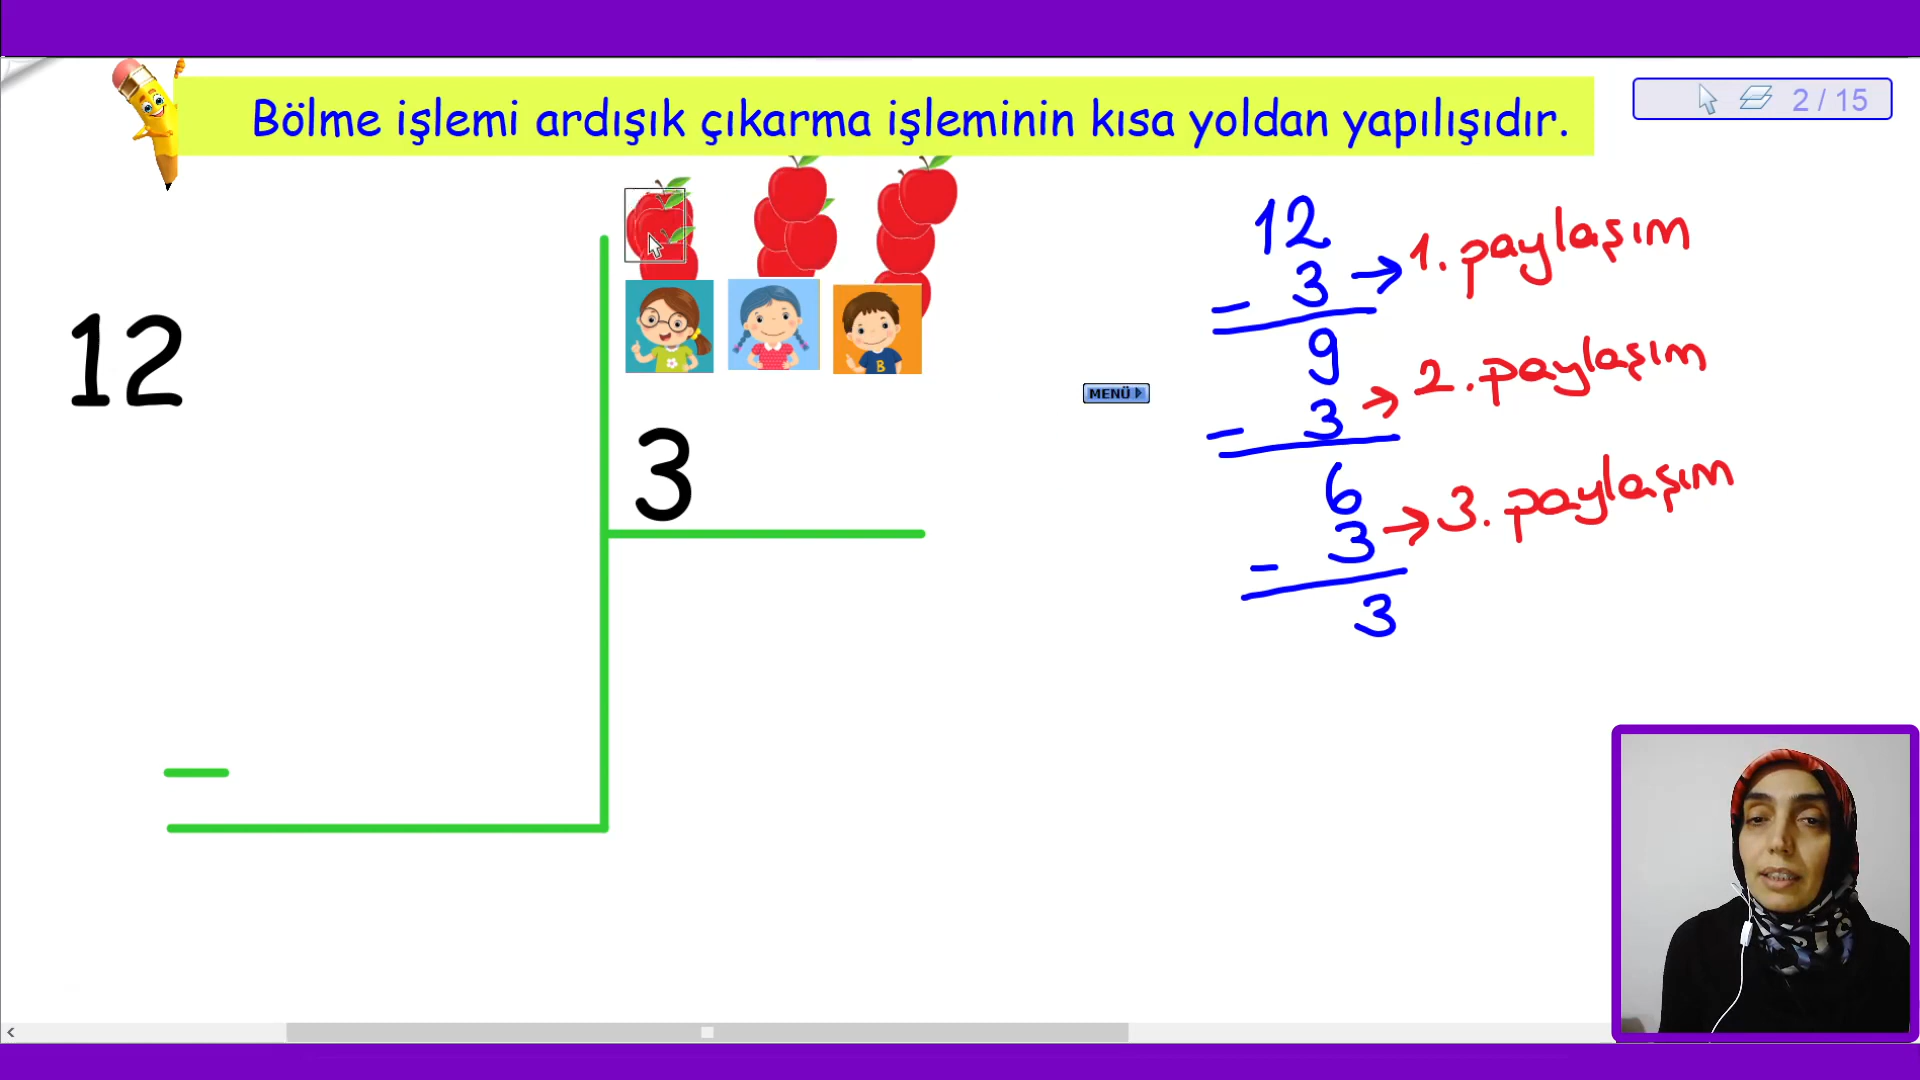 Bölme işlemi ardışık çıkarma işleminin kısa yoldan yapılışıdır.
2 / 15
12
3
B
MENÜ
12
- 3 → 1. paylaşım
9
- 3 → 2. paylaşım
6
- 3 → 3. paylaşım
3